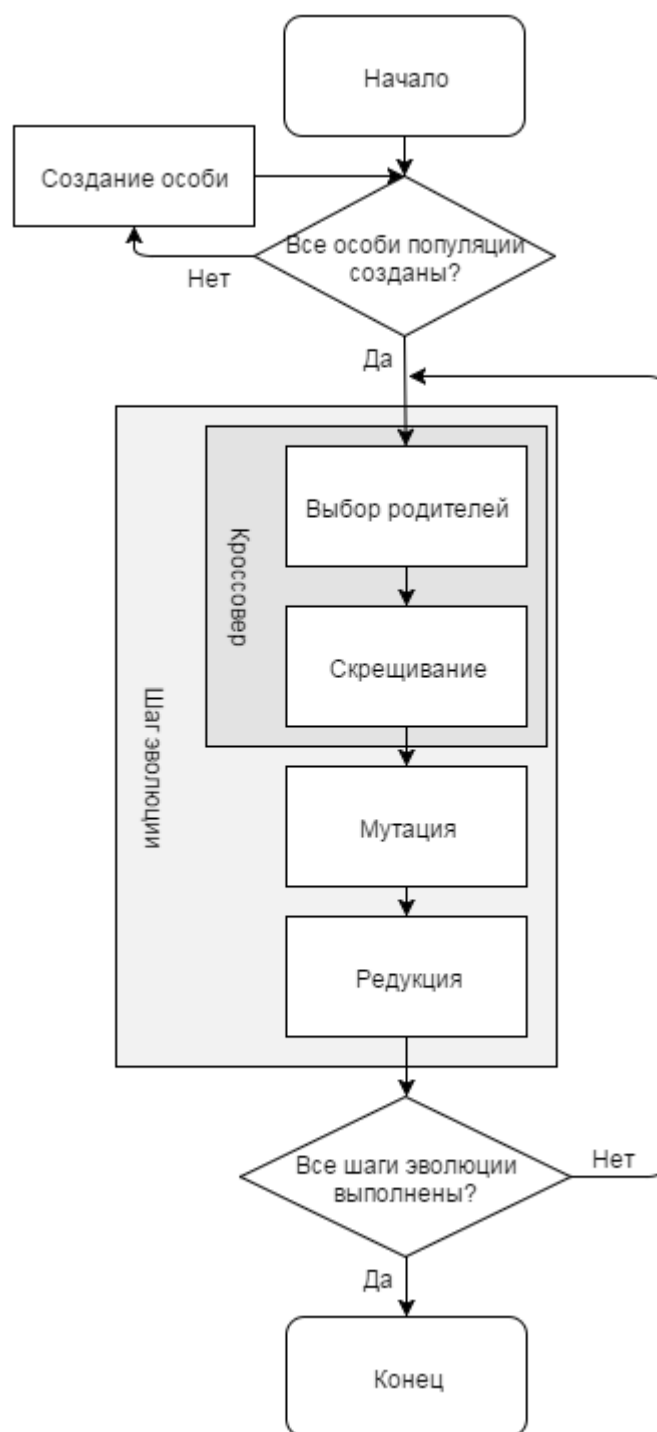 Начало
Создание особи
Все особи популяции
созданы?
Нет
Да
Выбор родителей
Кроссовер
Скрещивание
Шаг эволюции
Мутация
Редукция
Все шаги эволюции
выполнены?
Нет
Да
Конец